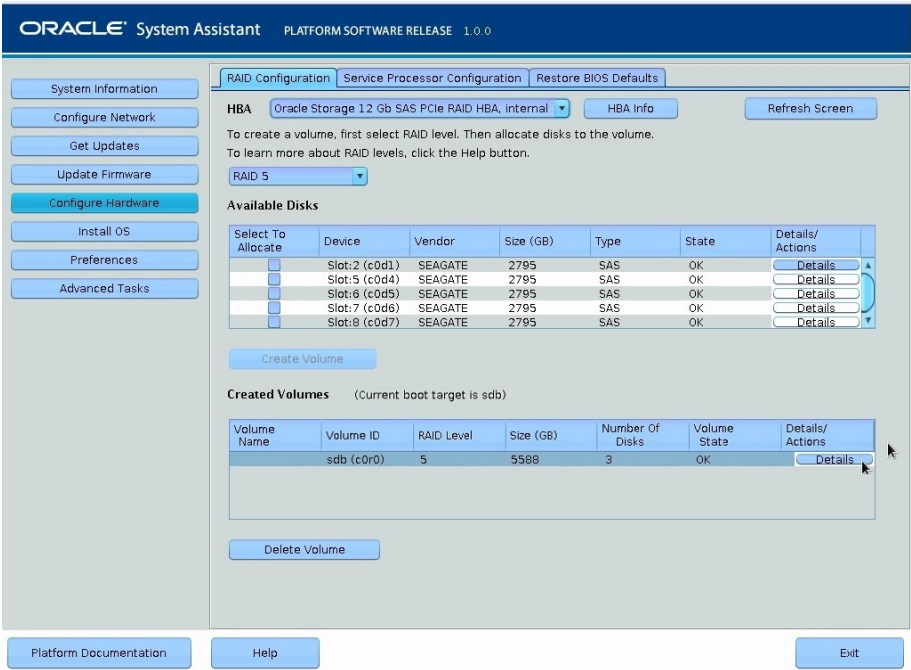 ORACLE System Assistant PLATFORM SOFTWARE RELEASE 1.0.0
System Information
Configure Network
Get Updates
Update Firmware
Configure Hardware
Install OS
Preferences
Advanced Tasks
RAID Configuration Service Processor Configuration Restore BIOS Defaults
HBA Oracle Storage 12 Gb SAS PCIe RAID HBA, internal HBA Info Refresh Screen
To create a volume, first select RAID level. Then allocate disks to the volume.
To learn more about RAID levels, click the Help button.
RAID 5
Available Disks
Select To Allocate Device Vendor Size (GB) Type State Details/ Actions
Slot:2 (c0d1) SEAGATE 2795 SAS OK Details
Slot:5 (c0d4) SEAGATE 2795 SAS OK Details
Slot:6 (c0d5) SEAGATE 2795 SAS OK Details
Slot:7 (c0d6) SEAGATE 2795 SAS OK Details
Slot:8 (c0d7) SEAGATE 2795 SAS OK Details
Create Volume
Created Volumes (Current boot target is sdb)
Volume Name Volume ID RAID Level Size (GB) Number Of Disks Volume State Details/ Actions
sdb (c0r0) 5 5588 3 OK Details
Delete Volume
Platform Documentation Help Exit